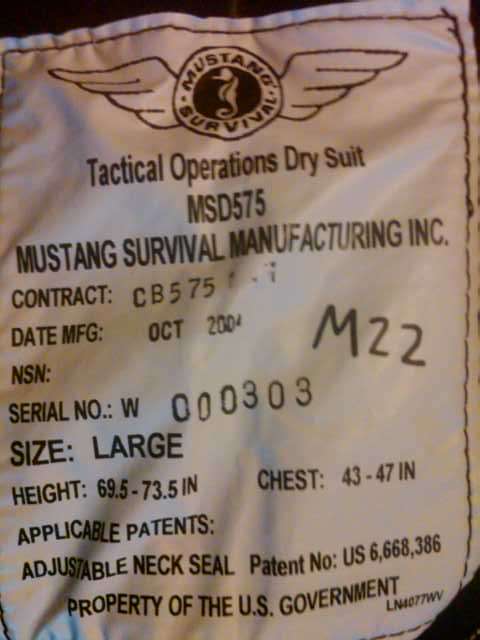 MUSTANG SURVIVAL
Tactical Operations Dry Suit
MSD575
MUSTANG SURVIVAL MANUFACTURING INC.
CONTRACT: CB575
DATE MFG: OCT 2004
M22
NSN:
SERIAL NO.: W 000303
SIZE: LARGE
HEIGHT: 69.5 - 73.5 IN CHEST: 43 - 47 IN
APPLICABLE PATENTS:
ADJUSTABLE NECK SEAL Patent No: US 6,668,386
PROPERTY OF THE U.S. GOVERNMENT
LN4077WV